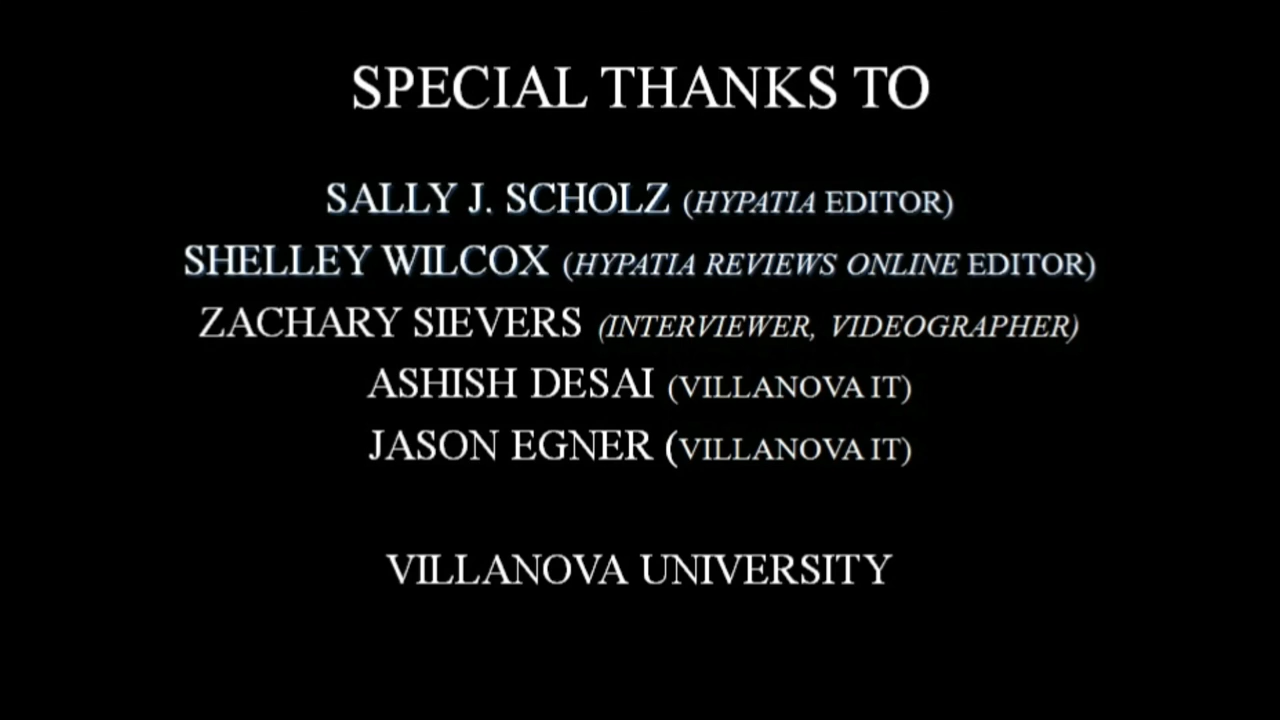 SPECIAL THANKS TO
SALLY J. SCHOLZ (HYPATIA EDITOR)
SHELLEY WILCOX (HYPATIA REVIEWS ONLINE EDITOR)
ZACHARY SIEVERS (INTERVIEWER, VIDEOGRAPHER)
ASHISH DESAI (VILLANOVA IT)
JASON EGNER (VILLANOVA IT)
VILLANOVA UNIVERSITY